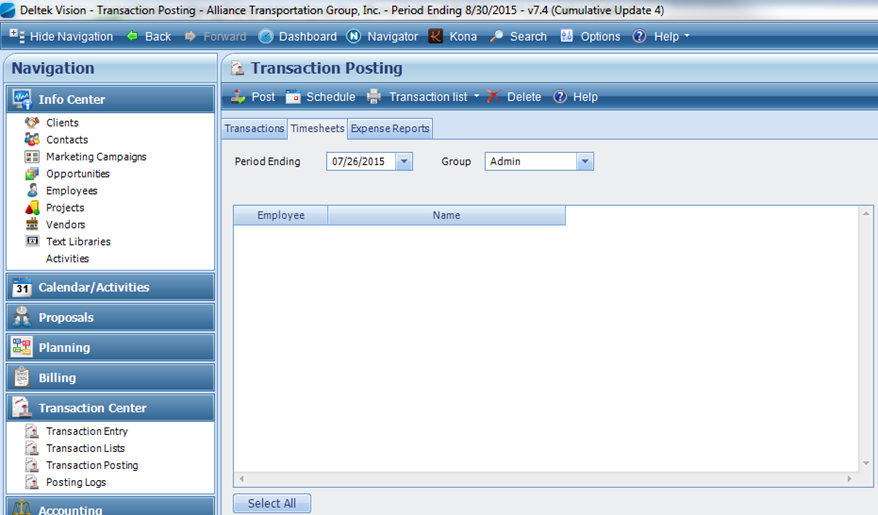 Deltek Vision - Transaction Posting - Alliance Transportation Group, Inc. - Period Ending 8/30/2015 - v7.4 (Cumulative Update 4)
Hide Navigation Back Forward Dashboard Navigator Kona Search Options Help
Navigation
Info Center
Clients
Contacts
Marketing Campaigns
Opportunities
Employees
Projects
Vendors
Text Libraries
Activities
31 Calendar/Activities
Proposals
Planning
Billing
Transaction Center
Transaction Entry
Transaction Lists
Transaction Posting
Posting Logs
Accounting
Transaction Posting
Post Schedule Transaction list Delete Help
Transactions Timesheets Expense Reports
Period Ending 07/26/2015 Group Admin
Employee Name
Select All